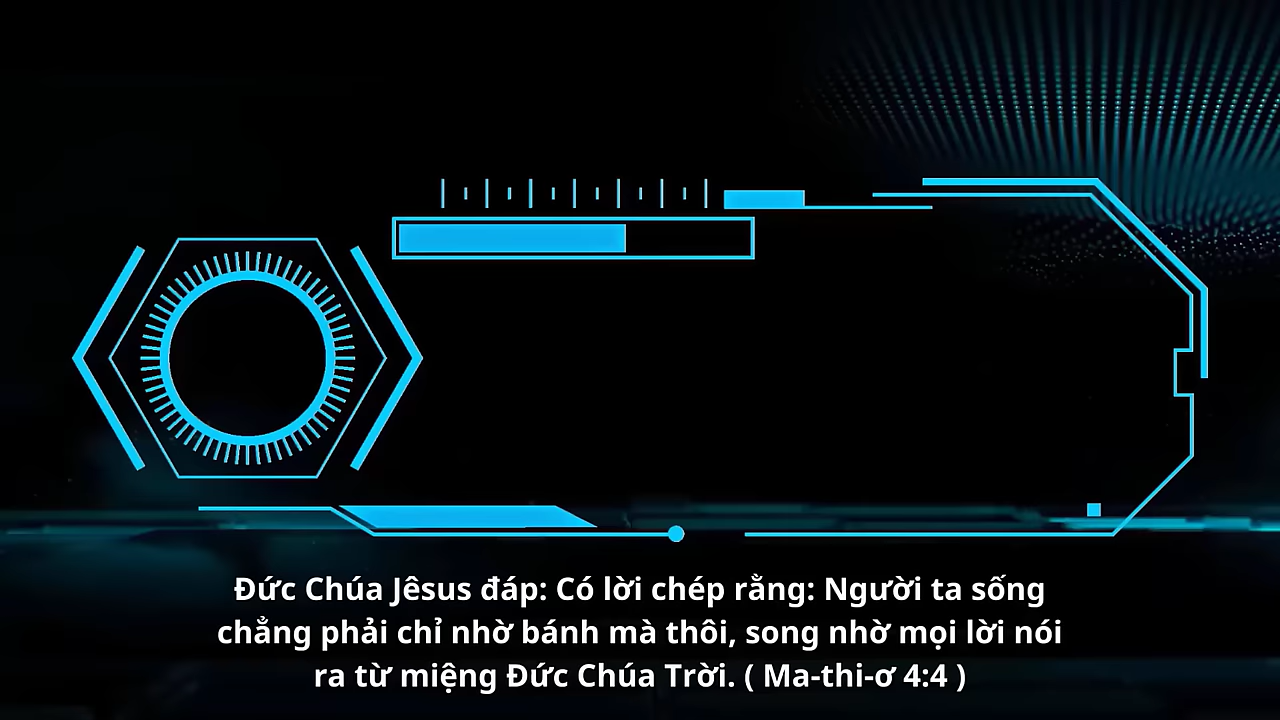 Đức Chúa Jêsus đáp: Có lời chép rằng: Người ta sống
chẳng phải chỉ nhờ bánh mà thôi, song nhờ mọi lời nói
ra từ miệng Đức Chúa Trời. ( Ma-thi-ơ 4:4 )